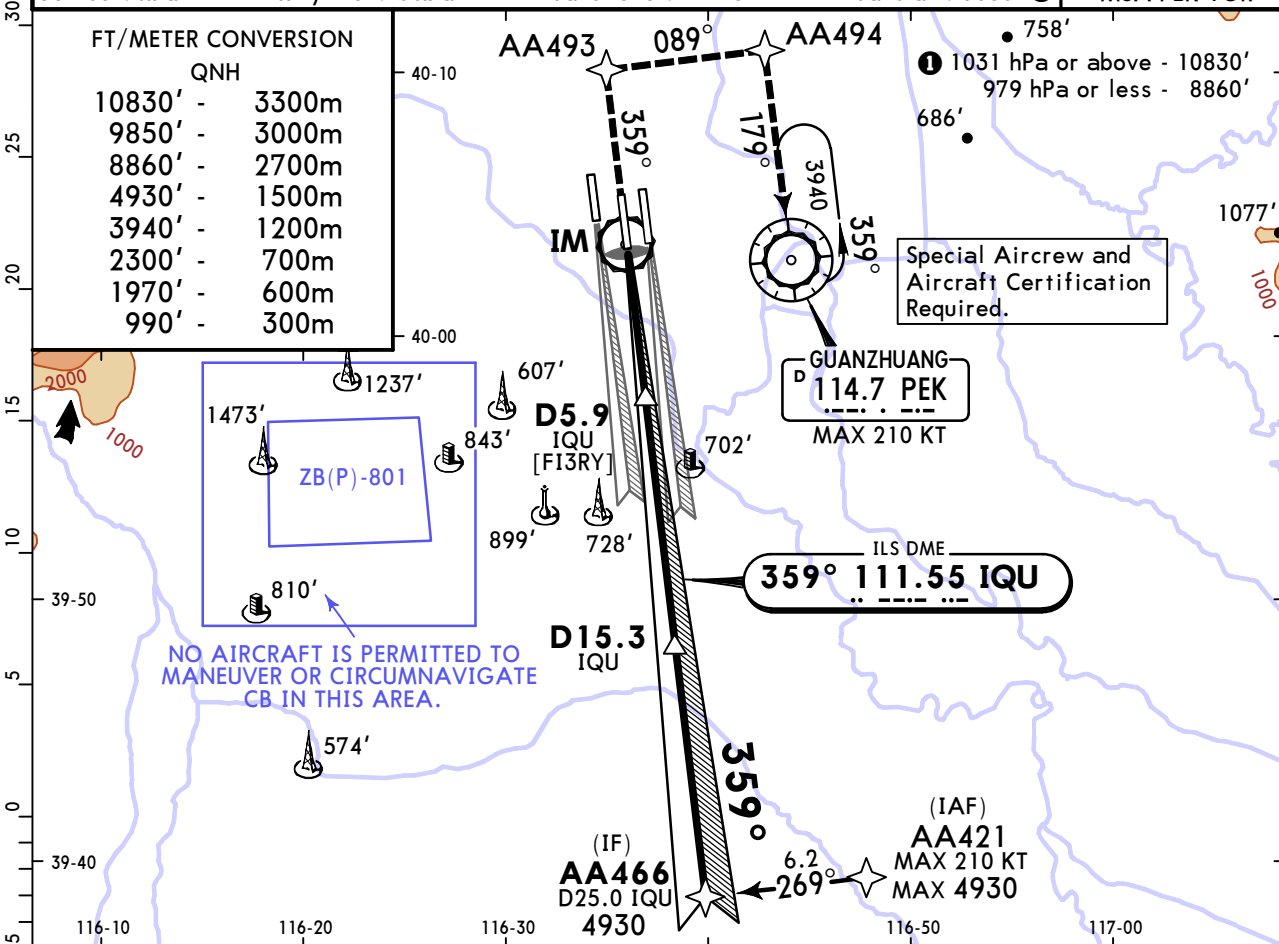 FT/METER CONVERSION
QNH
10830' - 3300m
9850' - 3000m
8860' - 2700m
4930' - 1500m
3940' - 1200m
2300' - 700m
1970' - 600m
990' - 300m
30
25
20
15
10
5
0
5
40-10
40-00
39-50
39-40
116-10
116-20
116-30
116-50
117-00
AA493
089°
AA494
359°
179°
3940
359°
IM
758'
1 1031 hPa or above - 10830'
979 hPa or less - 8860'
686'
1077'
1000
Special Aircrew and
Aircraft Certification
Required.
GUANZHUANG
D 114.7 PEK
MAX 210 KT
2000
1000
1237'
607'
1473'
843'
D5.9
IQU
[FI3RY]
702'
ZB(P)-801
899'
728'
ILS DME
359° 111.55 IQU
810'
NO AIRCRAFT IS PERMITTED TO
MANEUVER OR CIRCUMNAVIGATE
CB IN THIS AREA.
D15.3
IQU
574'
359°
(IF)
AA466
D25.0 IQU
4930
6.2
269°
(IAF)
AA421
MAX 210 KT
MAX 4930